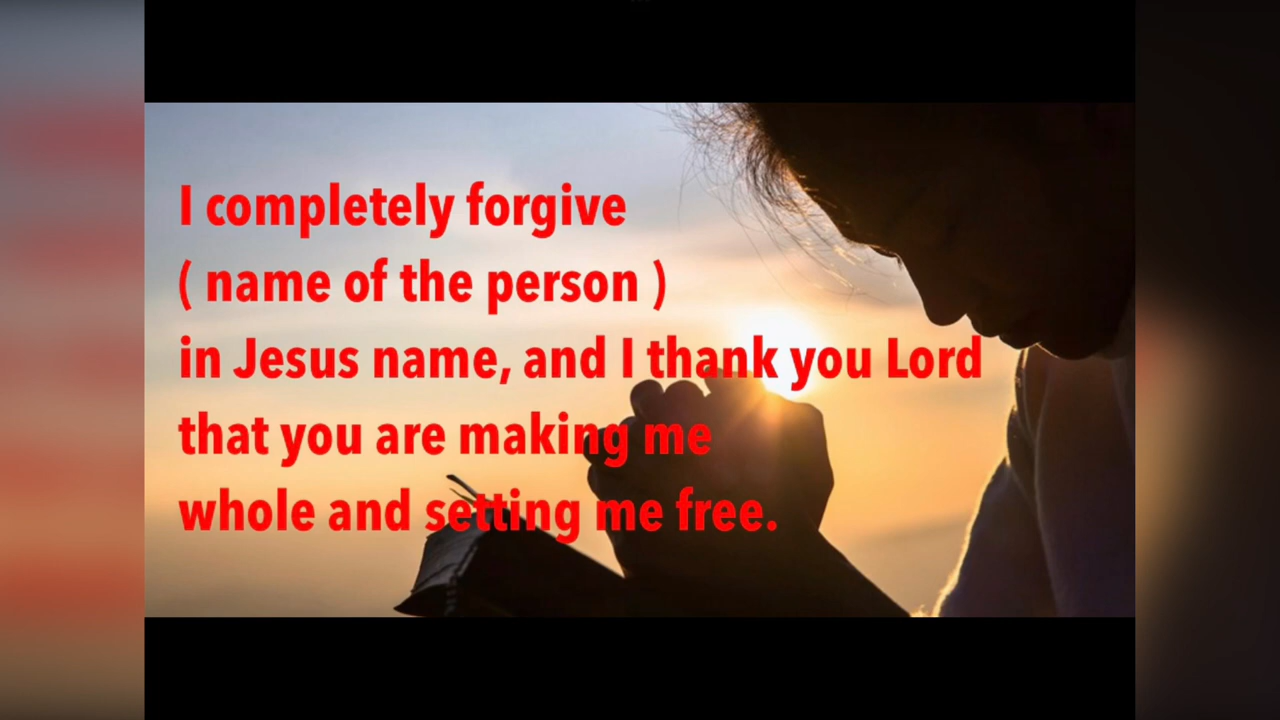 I completely forgive
( name of the person )
in Jesus name, and I thank you Lord
that you are making me
whole and setting me free.